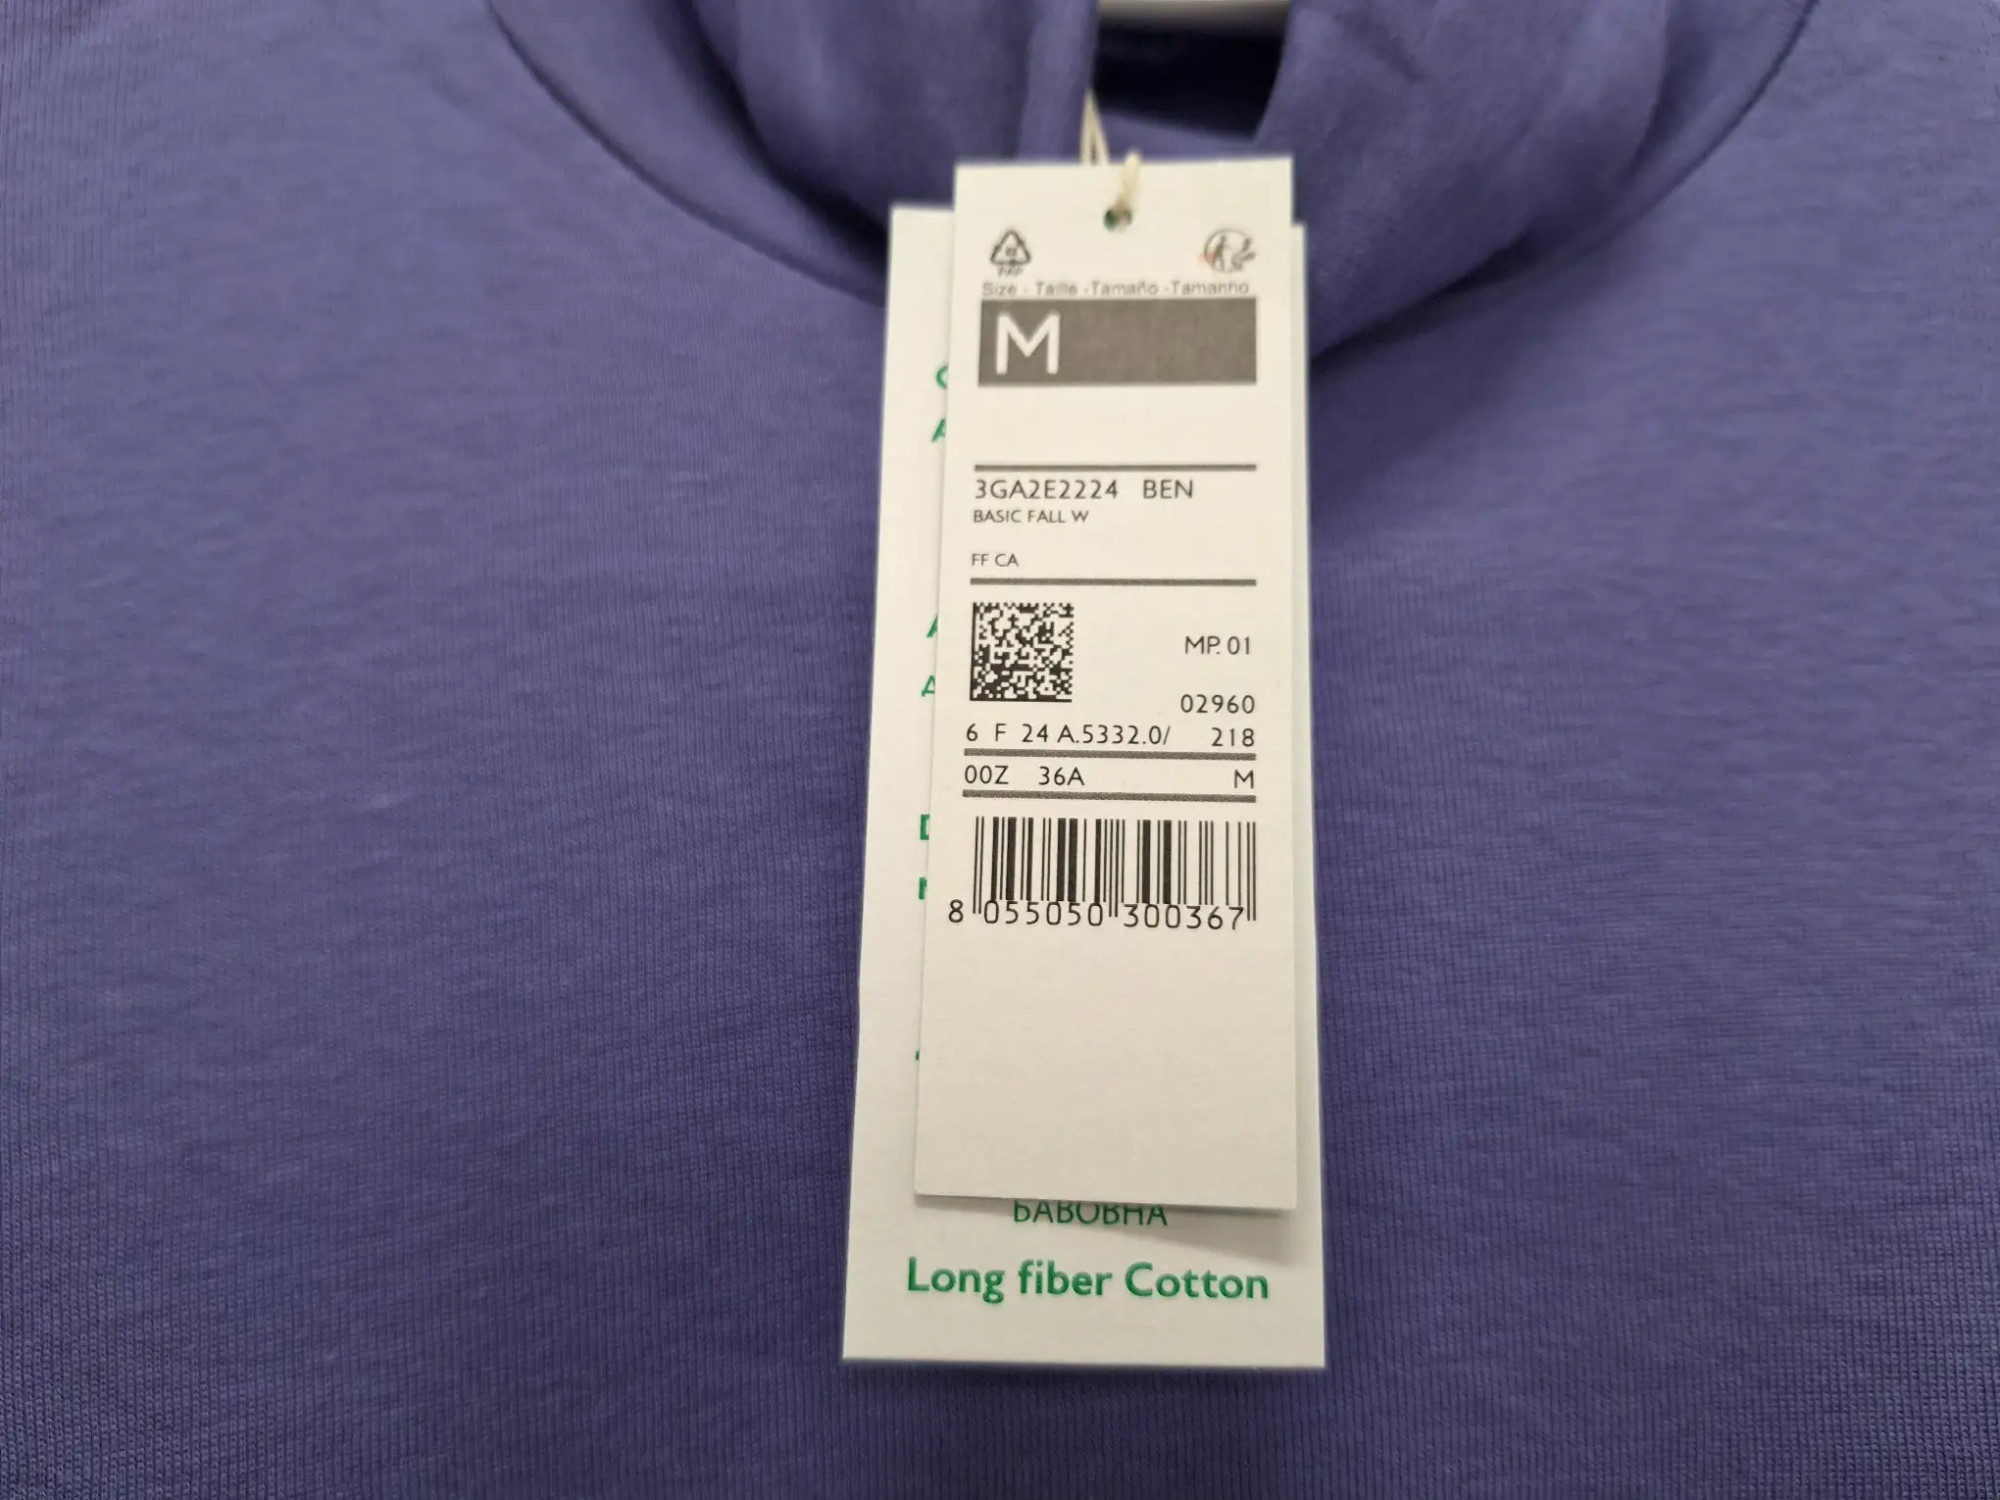 PAP
Size - Taille -Tamaño -Tamanho
M
3GA2E2224 BEN
BASIC FALL W
FF CA
MP. 01
02960
6 F 24 A.5332.0/ 218
00Z 36A M
8 055050 300367
БАВОВНА
Long fiber Cotton